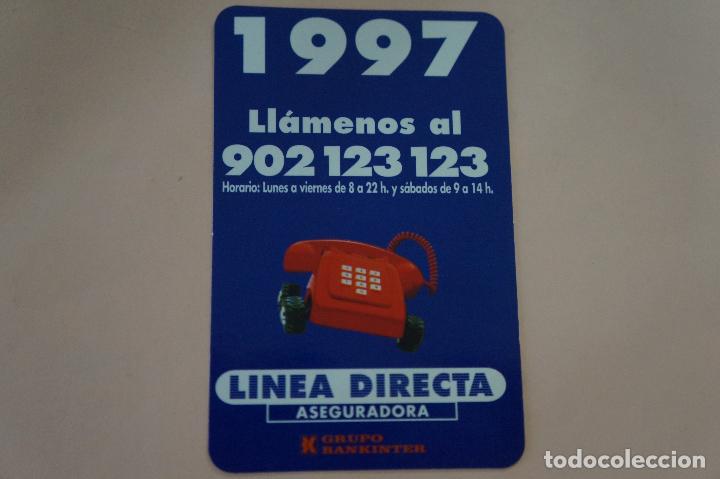 1997
Llámenos al
902 123 123
Horario: Lunes a viernes de 8 a 22 h. y sábados de 9 a 14 h.
LINEA DIRECTA
ASEGURADORA
GRUPO
BANKINTER
todocoleccion.net